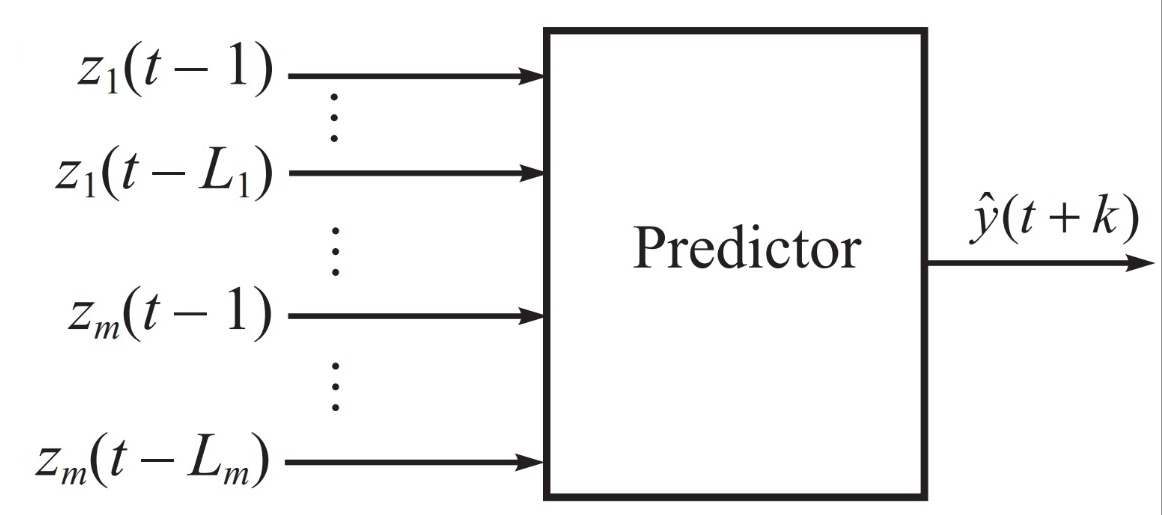 z₁(t − 1)
z₁(t − L₁)
zₘ(t − 1)
zₘ(t − Lₘ)
Predictor
ŷ(t + k)